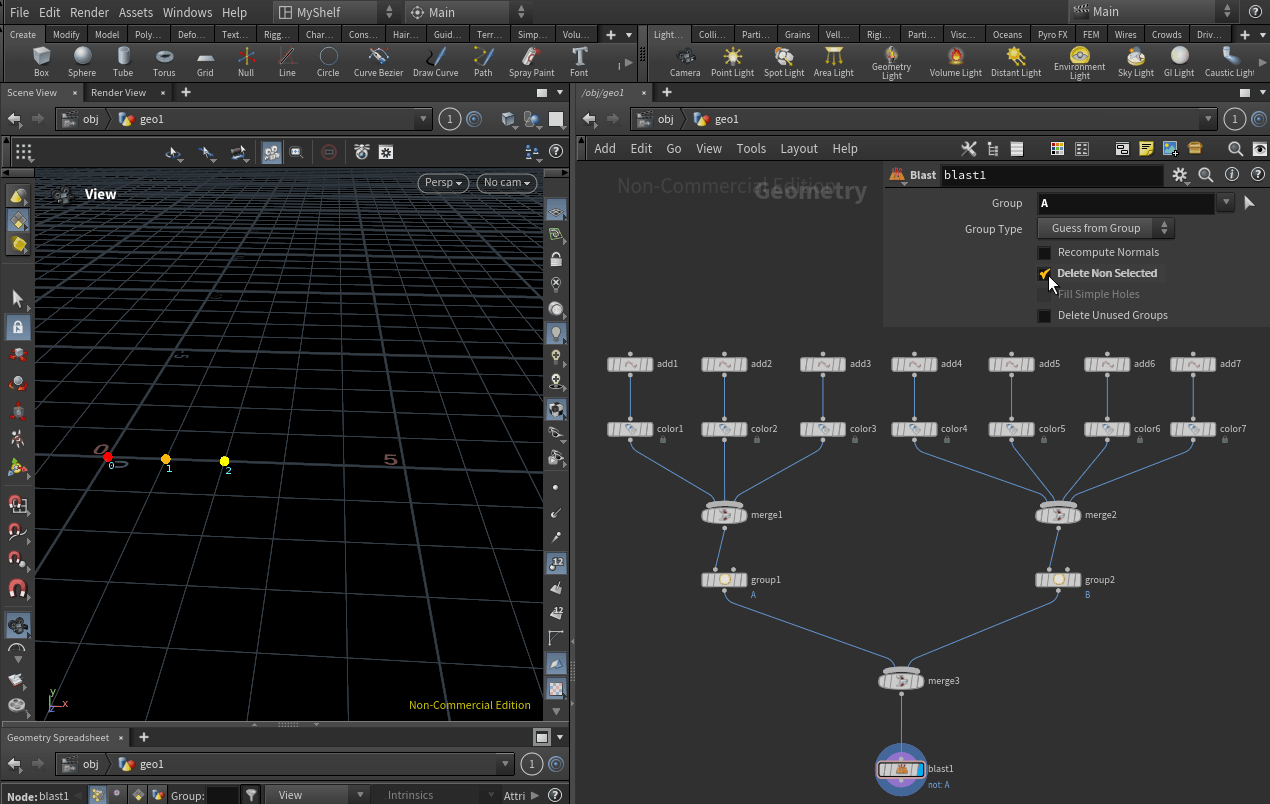 File Edit Render Assets Windows Help MyShelf Main Main
Create Modify Model Poly... Defo... Text... Rigg... Char... Cons... Hair... Guid... Terr... Simp... Volu...
Light... Colli... Parti... Grains Vell... Rigi... Parti... Visc... Oceans Pyro FX FEM Wires Crowds Driv...
Box Sphere Tube Torus Grid Null Line Circle Curve Bezier Draw Curve Path Spray Paint Font
Camera Point Light Spot Light Area Light Geometry Light Volume Light Distant Light Environment Light Sky Light GI Light Caustic Light
Scene View Render View
/obj/geo1
obj geo1 1
obj geo1 1
Add Edit Go View Tools Layout Help
View Persp No cam
Non-Commercial Edition
Geometry
Blast blast1
Group A
Group Type Guess from Group
Recompute Normals
Delete Non Selected
Fill Simple Holes
Delete Unused Groups
add1 add2 add3 add4 add5 add6 add7
color1 color2 color3 color4 color5 color6 color7
merge1 merge2
group1 group2
A B
merge3
blast1
not: A
0 5
0 1 2
y
x
z
Non-Commercial Edition
Geometry Spreadsheet
obj geo1 1
Node: blast1 Group: View Intrinsics Attri